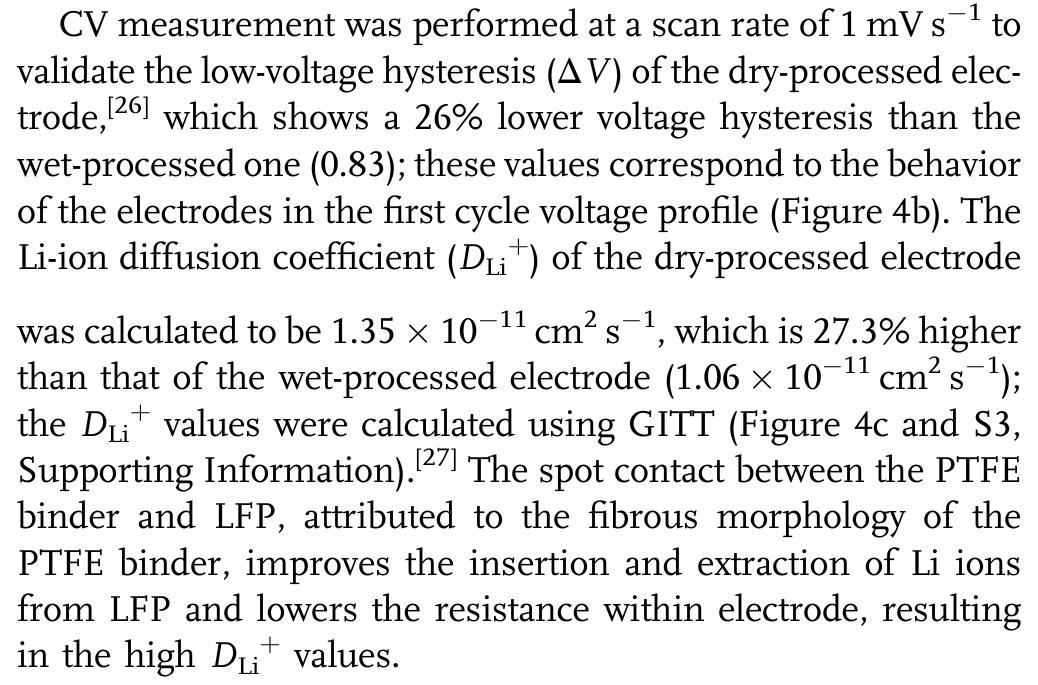 CV measurement was performed at a scan rate of 1 mV s⁻¹ to
validate the low-voltage hysteresis (Δ V) of the dry-processed elec-
trode,[26] which shows a 26% lower voltage hysteresis than the
wet-processed one (0.83); these values correspond to the behavior
of the electrodes in the first cycle voltage profile (Figure 4b). The
Li-ion diffusion coefficient (D_Li⁺) of the dry-processed electrode
was calculated to be 1.35 × 10⁻¹¹ cm² s⁻¹, which is 27.3% higher
than that of the wet-processed electrode (1.06 × 10⁻¹¹ cm² s⁻¹);
the D_Li⁺ values were calculated using GITT (Figure 4c and S3,
Supporting Information).[27] The spot contact between the PTFE
binder and LFP, attributed to the fibrous morphology of the
PTFE binder, improves the insertion and extraction of Li ions
from LFP and lowers the resistance within electrode, resulting
in the high D_Li⁺ values.